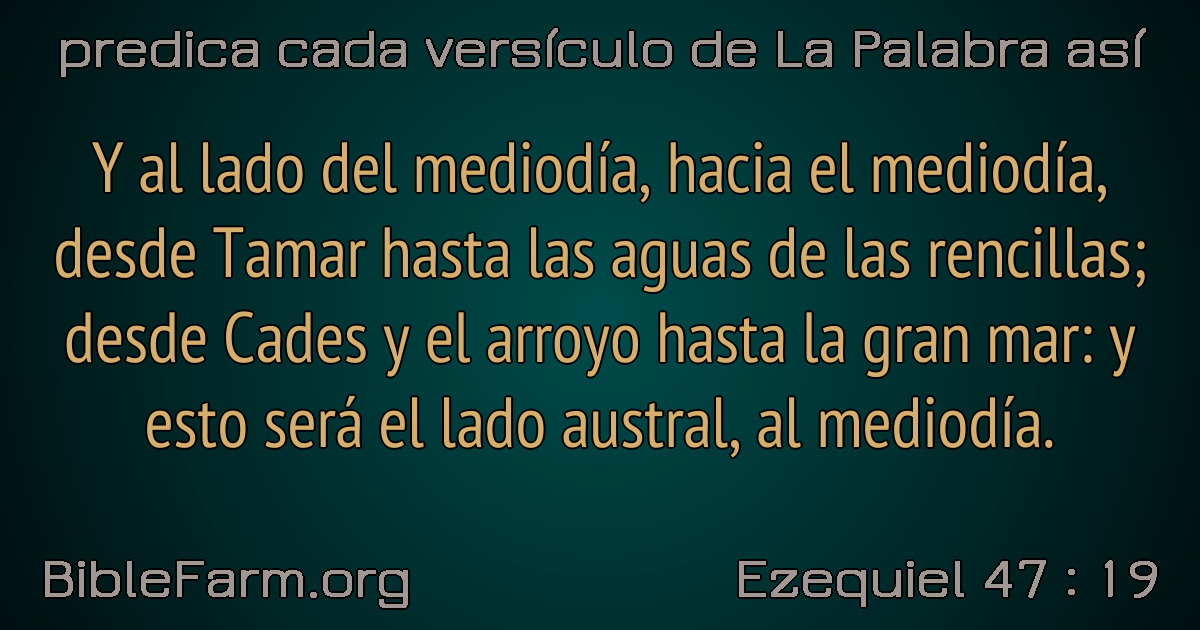 predica cada versículo de La Palabra así
Y al lado del mediodía, hacia el mediodía,
desde Tamar hasta las aguas de las rencillas;
desde Cades y el arroyo hasta la gran mar: y
esto será el lado austral, al mediodía.
BibleFarm.org
Ezequiel 47 : 19